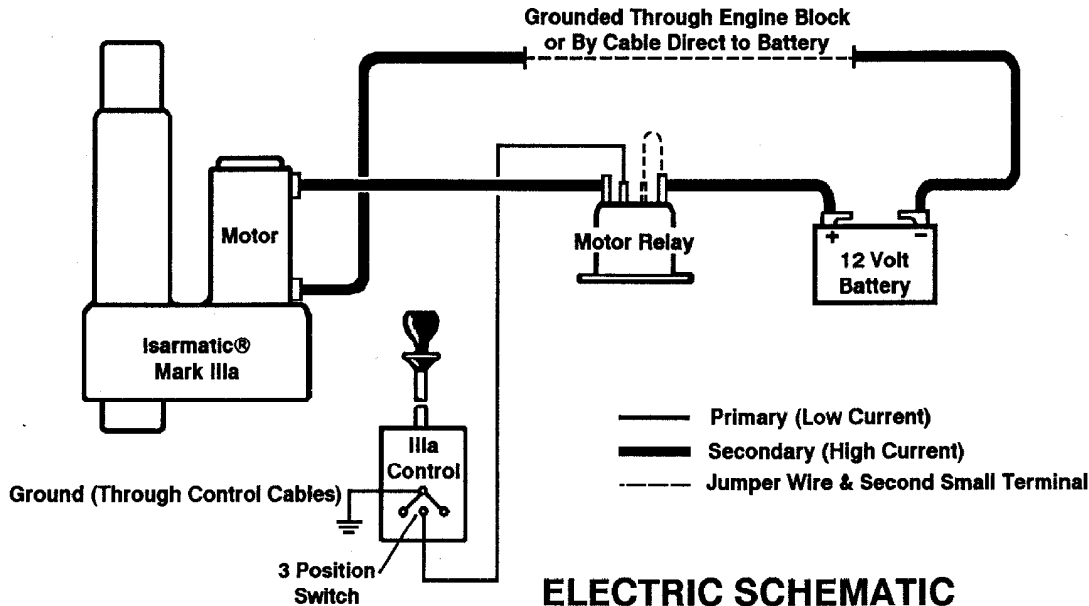 Grounded Through Engine Block
or By Cable Direct to Battery
Motor
Motor Relay
+
–
12 Volt
Battery
Isarmatic®
Mark IIIa
IIIa
Control
Ground (Through Control Cables)
3 Position
Switch
Primary (Low Current)
Secondary (High Current)
Jumper Wire & Second Small Terminal
ELECTRIC SCHEMATIC